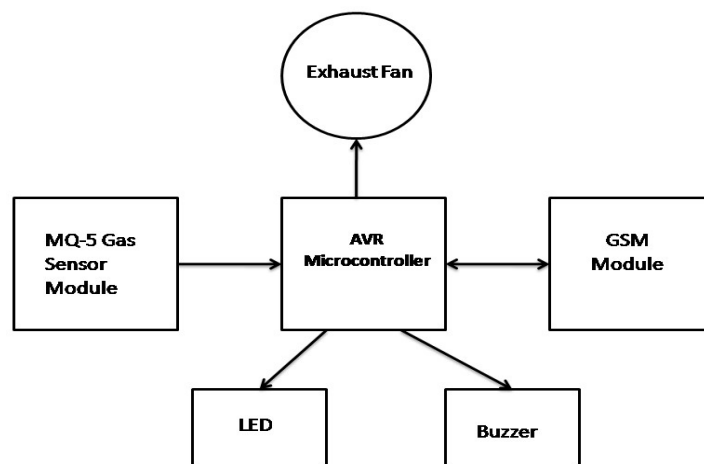 Exhaust Fan
MQ-5 Gas
Sensor
Module
AVR
Microcontroller
GSM
Module
LED
Buzzer